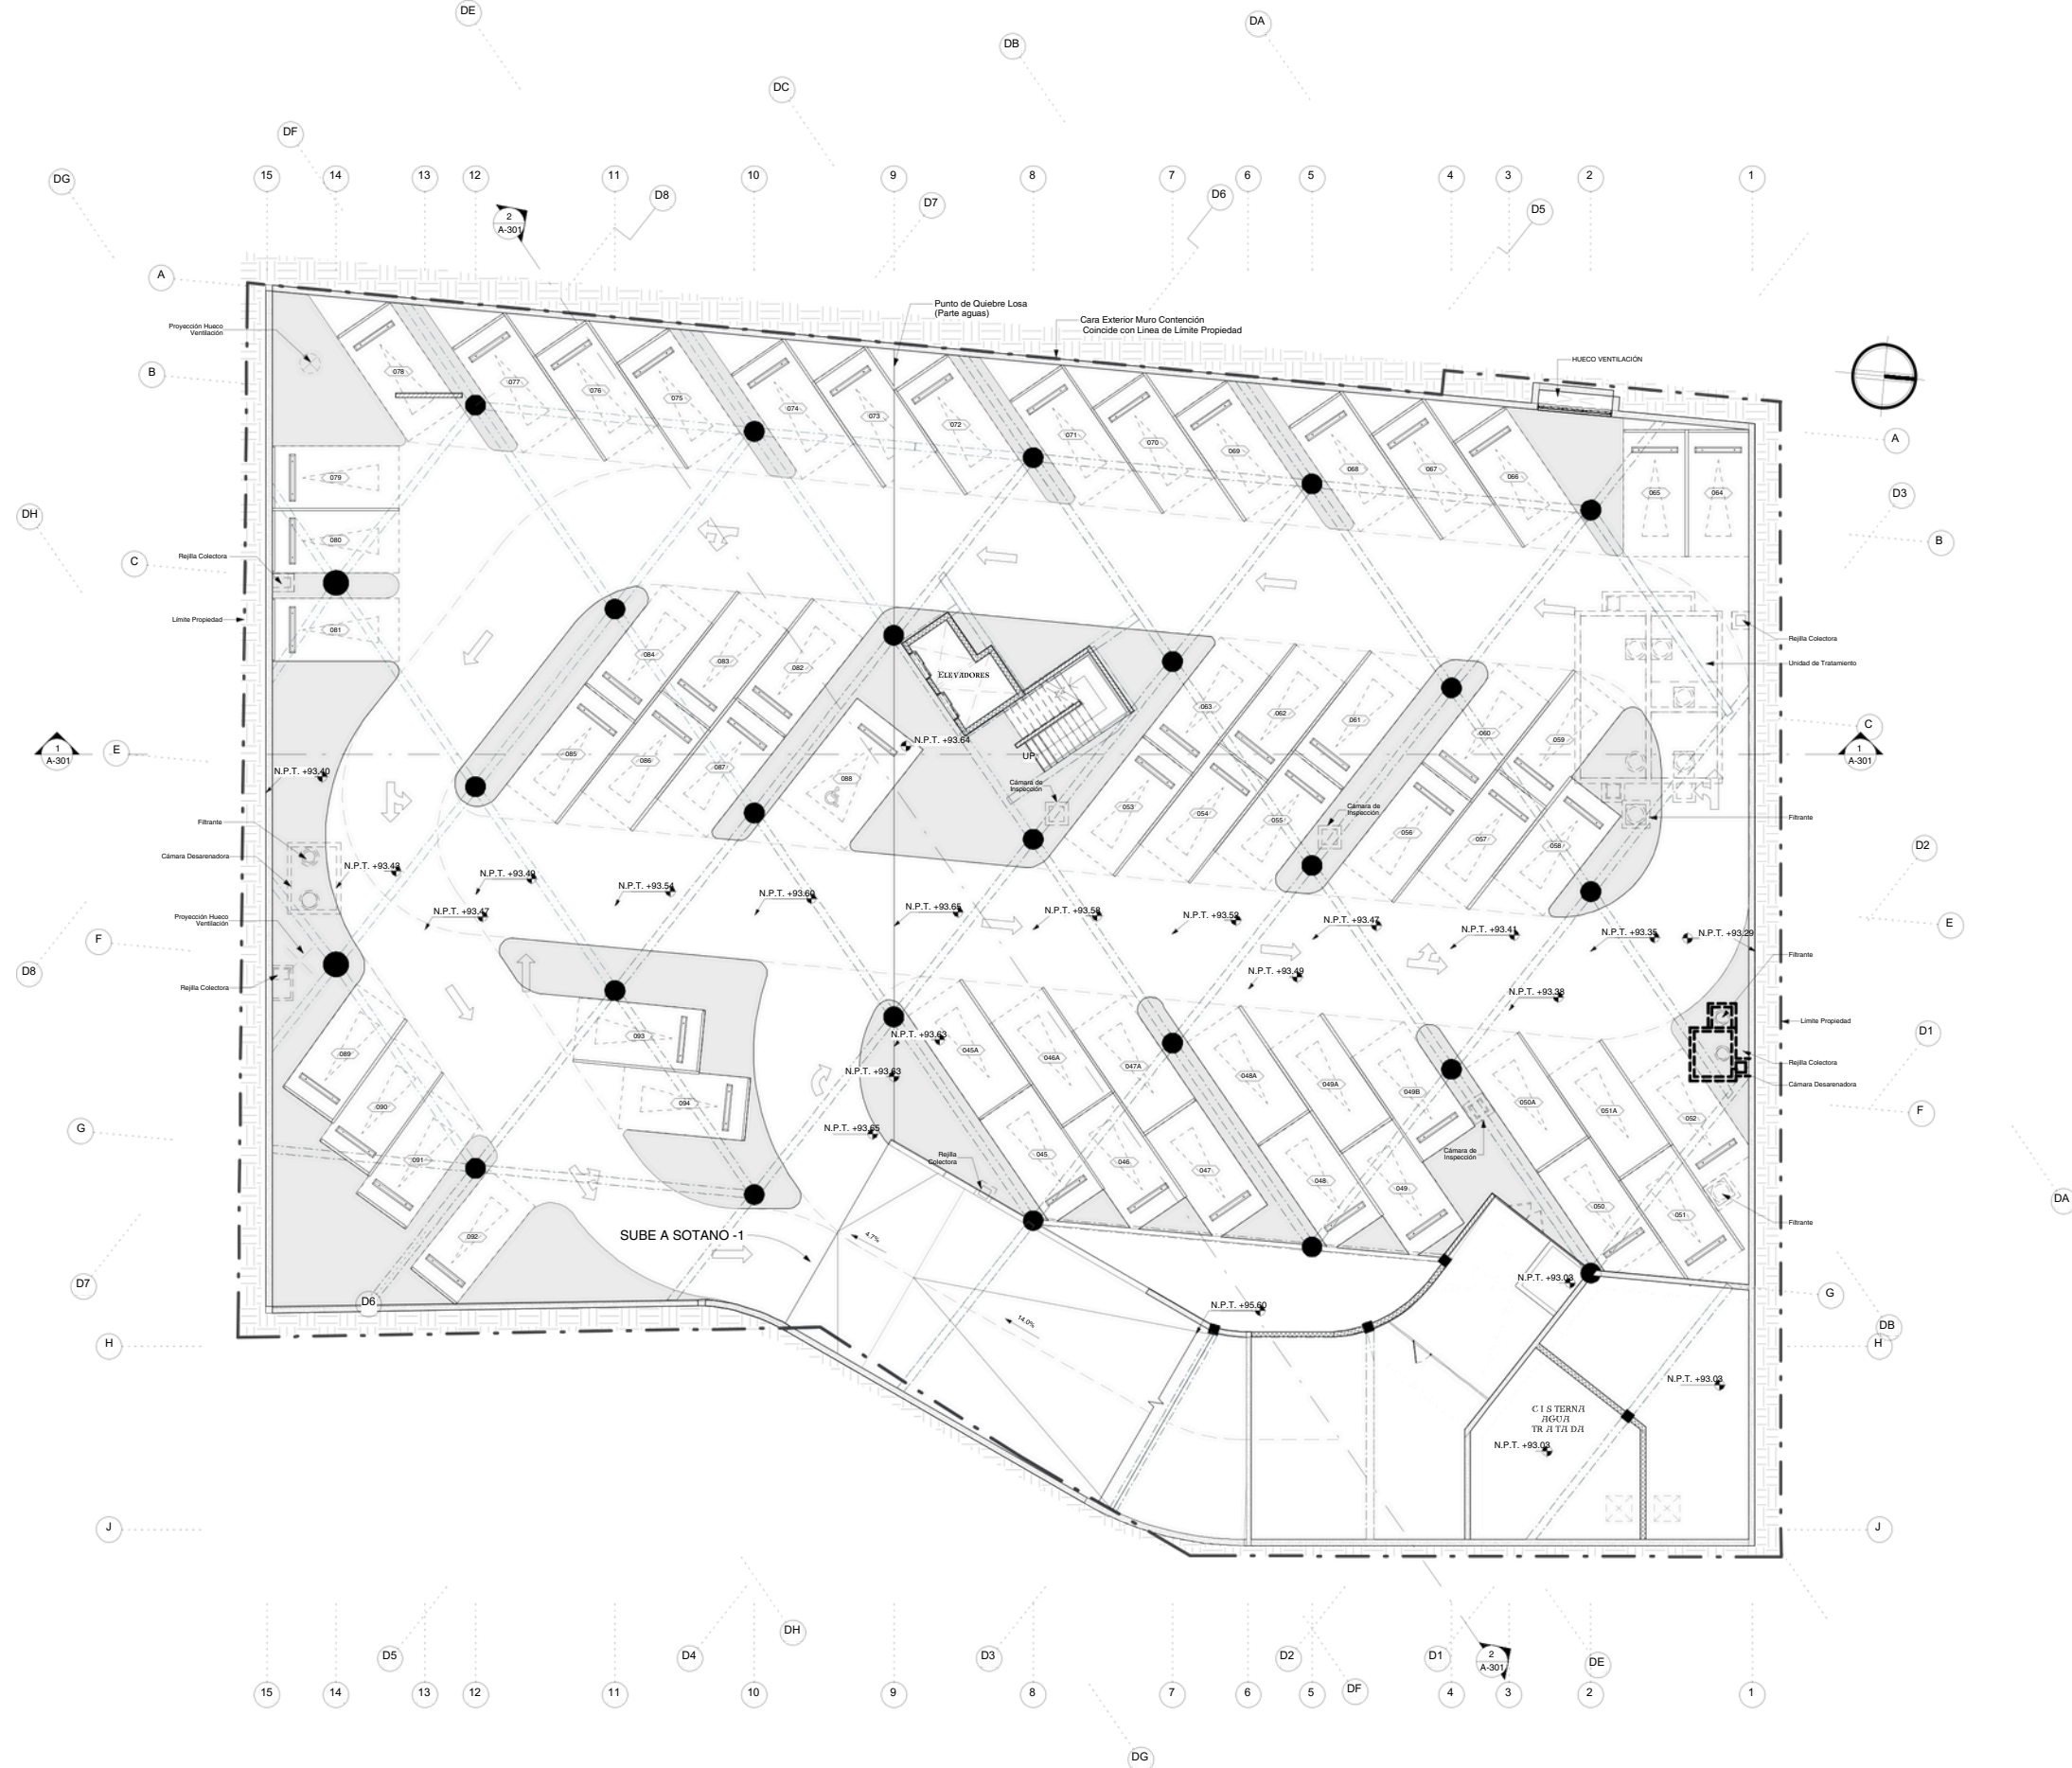 DE
DA
DB
DC
DF
DG
15
14
13
12
11
10
9
8
7
6
5
4
3
2
1
D8
D7
D6
D5
2
A-301
A
Punto de Quiebre Losa
(Parte aguas)
Cara Exterior Muro Contención
Coincide con Linea de Límite Propiedad
Proyección Hueco
Ventilación
HUECO VENTILACIÓN
B
078
077
076
075
074
073
072
071
070
069
068
067
066
065
064
A
D3
079
DH
080
B
Rejilla Colectora
C
Límite Propiedad
081
Rejilla Colectora
Unidad de Tratamiento
084
083
082
ELEVADORES
063
062
061
060
059
C
1
A-301
E
1
A-301
085
086
087
088
N.P.T. +93.64
UP
N.P.T. +93.40
Cámara de
Inspección
053
054
055
Cámara de
Inspección
056
057
058
Filtrante
Filtrante
Cámara Desarenadora
D2
N.P.T. +93.43
N.P.T. +93.49
N.P.T. +93.54
N.P.T. +93.60
N.P.T. +93.65
N.P.T. +93.58
N.P.T. +93.52
N.P.T. +93.47
N.P.T. +93.41
N.P.T. +93.35
N.P.T. +93.29
N.P.T. +93.47
Proyección Hueco
Ventilación
E
F
D8
Rejilla Colectora
Filtrante
N.P.T. +93.49
N.P.T. +93.38
Límite Propiedad
D1
093
N.P.T. +93.63
045A
046A
047A
048A
049A
049B
050A
051A
052
089
N.P.T. +93.63
Rejilla Colectora
Cámara Desarenadora
090
094
F
G
N.P.T. +93.65
091
Rejilla
Colectora
045
046
047
048
049
Cámara de
Inspección
050
051
DA
Filtrante
092
SUBE A SOTANO -1
4.7%
D7
D6
N.P.T. +93.03
G
N.P.T. +95.60
14.0%
DB
H
H
N.P.T. +93.03
CISTERNA
AGUA
TRATADA
N.P.T. +93.03
J
J
DH
D5
D4
D3
D2
D1
2
A-301
DE
DF
15
14
13
12
11
10
9
8
7
6
5
4
3
2
1
DG